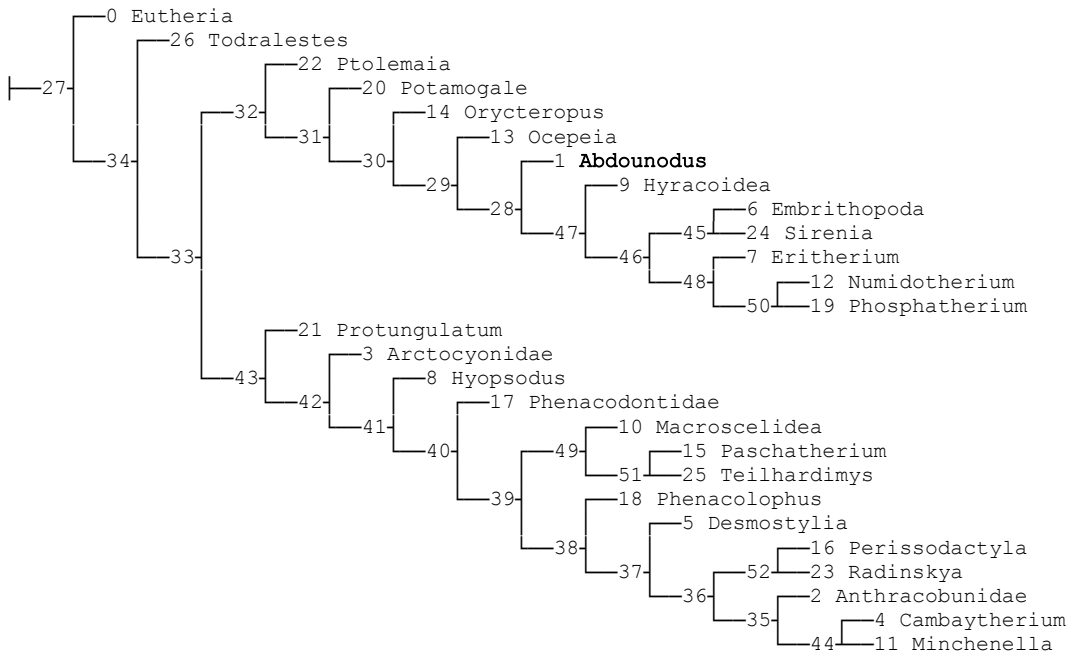 0 Eutheria
26 Todralestes
22 Ptolemaia
27 20 Potamogale
32 14 Orycteropus
31 13 Ocepeia
34 30 1 Abdounodus
29 9 Hyracoidea
28 6 Embrithopoda
47 45 24 Sirenia
33 46 7 Eritherium
48 12 Numidotherium
50 19 Phosphatherium
21 Protungulatum
3 Arctocyonidae
43 8 Hyopsodus
42 17 Phenacodontidae
41 10 Macroscelidea
40 49 15 Paschatherium
51 25 Teilhardimys
39 18 Phenacolophus
5 Desmostylia
38 16 Perissodactyla
37 52 23 Radinskya
36 2 Anthracobunidae
35 4 Cambaytherium
44 11 Minchenella